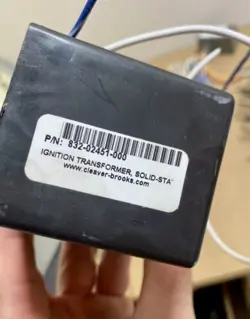 P/N: 832-02451-000
IGNITION TRANSFORMER, SOLID-STA
www.cleaver-brooks.com